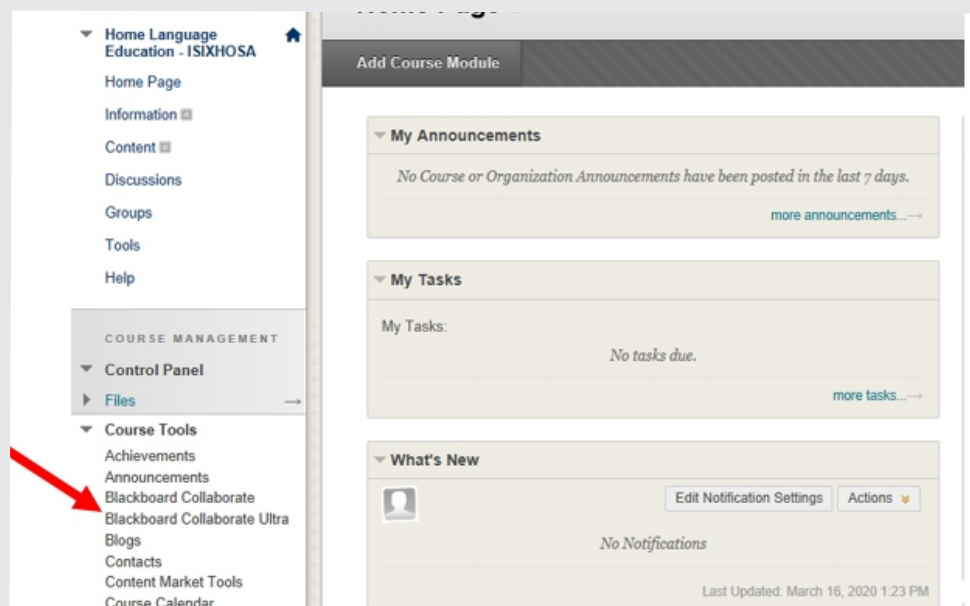 Home Language
Education - ISIXHOSA
Home Page
Information
Content
Discussions
Groups
Tools
Help
COURSE MANAGEMENT
Control Panel
Files
Course Tools
Achievements
Announcements
Blackboard Collaborate
Blackboard Collaborate Ultra
Blogs
Contacts
Content Market Tools
Course Calendar
Home Page
Add Course Module
My Announcements
No Course or Organization Announcements have been posted in the last 7 days.
more announcements...
My Tasks
My Tasks:
No tasks due.
more tasks...
What's New
Edit Notification Settings
Actions
No Notifications
Last Updated: March 16, 2020 1:23 PM